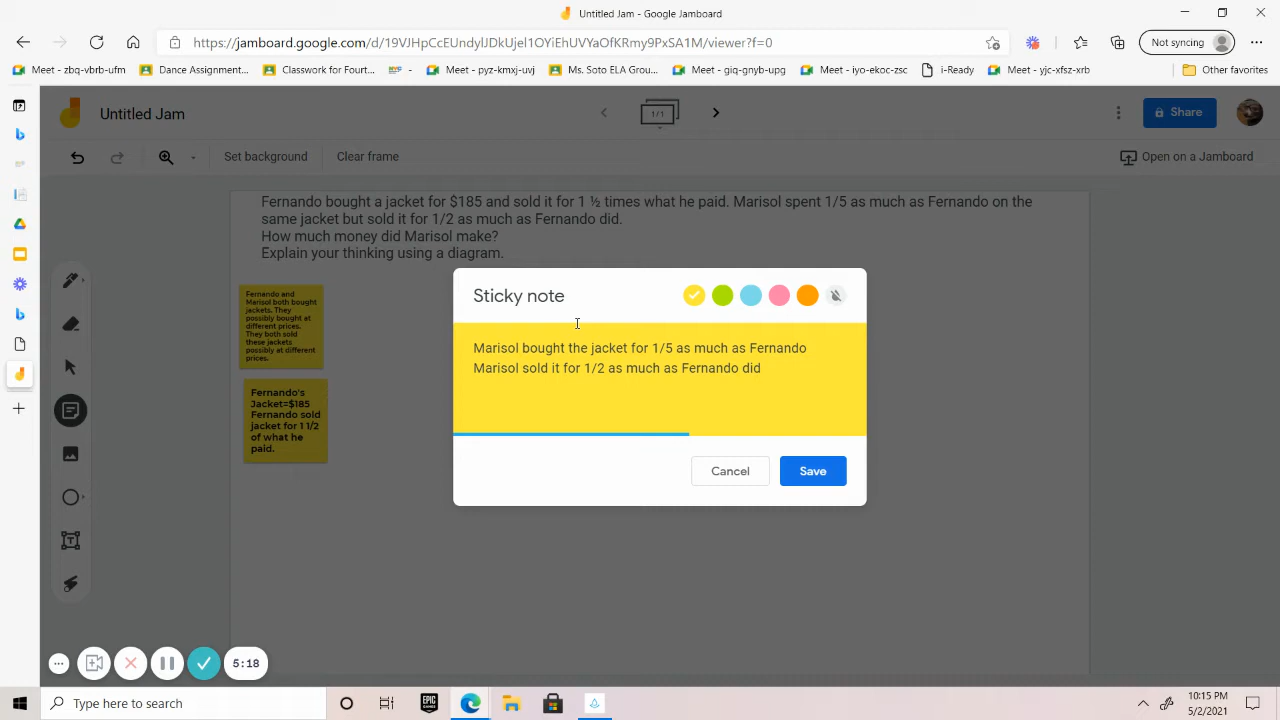 Untitled Jam - Google Jamboard
https://jamboard.google.com/d/19VJHpCcEUndylJDkUjel1OYiEhUVYaOfKRmy9PxSA1M/viewer?f=0
Not syncing
Meet - zbq-vbrb-ufm
Dance Assignment...
Classwork for Fourt...
Meet - pyz-kmxj-uvj
Ms. Soto ELA Grou...
Meet - giq-gnyb-upg
Meet - iyo-ekoc-zsc
i-Ready
Meet - yjc-xfsz-xrb
Other favorites
Untitled Jam
1/1
Share
Set background
Clear frame
Open on a Jamboard
Fernando bought a jacket for $185 and sold it for 1 ½ times what he paid. Marisol spent 1/5 as much as Fernando on the
same jacket but sold it for 1/2 as much as Fernando did.
How much money did Marisol make?
Explain your thinking using a diagram.
Fernando and
Marisol both bought
jackets. They
possibly bought at
different prices.
They both sold
these jackets
possibly at different
prices.
Fernando's
Jacket=$185
Fernando sold
jacket for 1 1/2
of what he
paid.
Sticky note
Marisol bought the jacket for 1/5 as much as Fernando
Marisol sold it for 1/2 as much as Fernando did
Cancel
Save
5:18
Type here to search
EPIC
GAMES
10:15 PM
5/2/2021